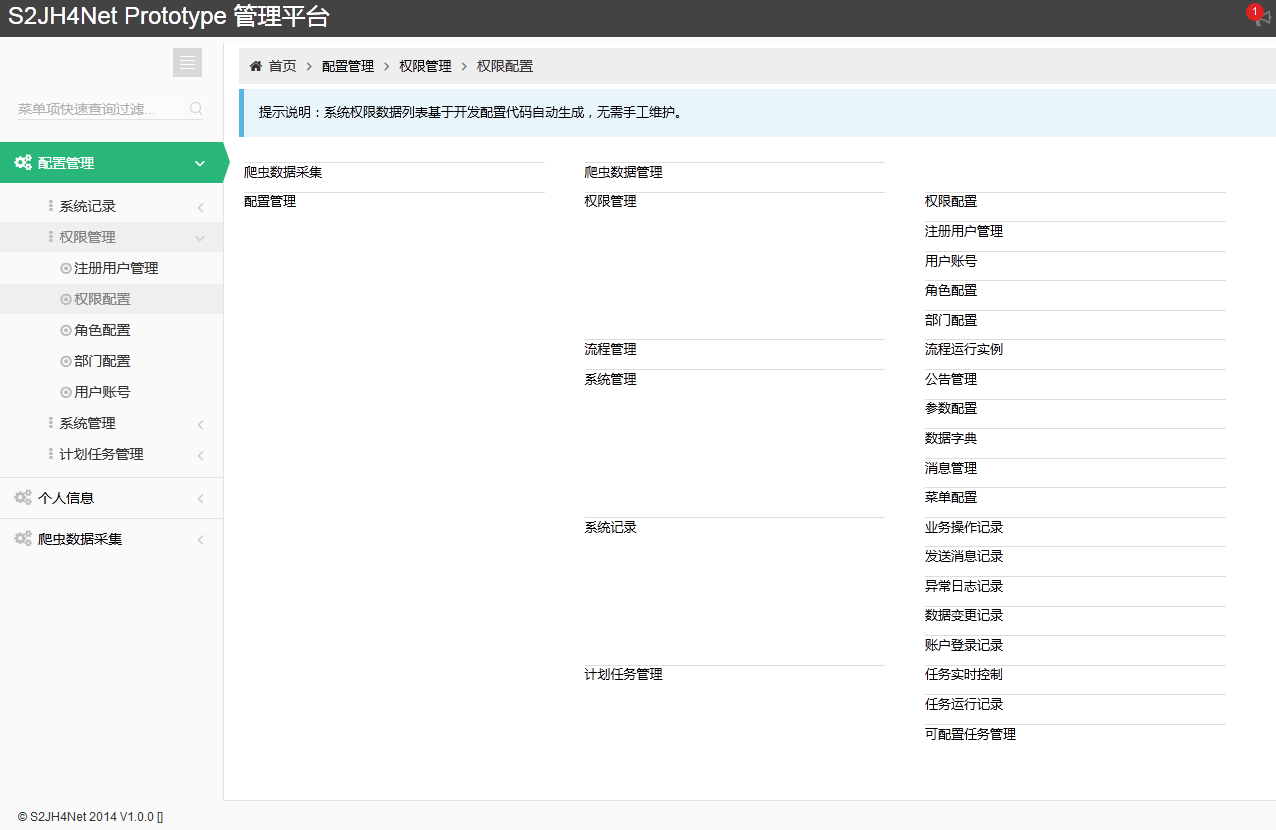 S2JH4Net Prototype 管理平台
1
首页 > 配置管理 > 权限管理 > 权限配置
菜单项快速查询过滤...
提示说明：系统权限数据列表基于开发配置代码自动生成，无需手工维护。
配置管理
系统记录
权限管理
注册用户管理
权限配置
角色配置
部门配置
用户账号
系统管理
计划任务管理
个人信息
爬虫数据采集
爬虫数据采集 爬虫数据管理
配置管理 权限管理 权限配置
注册用户管理
用户账号
角色配置
部门配置
流程管理 流程运行实例
系统管理 公告管理
参数配置
数据字典
消息管理
菜单配置
系统记录 业务操作记录
发送消息记录
异常日志记录
数据变更记录
账户登录记录
计划任务管理 任务实时控制
任务运行记录
可配置任务管理
© S2JH4Net 2014 V1.0.0 []